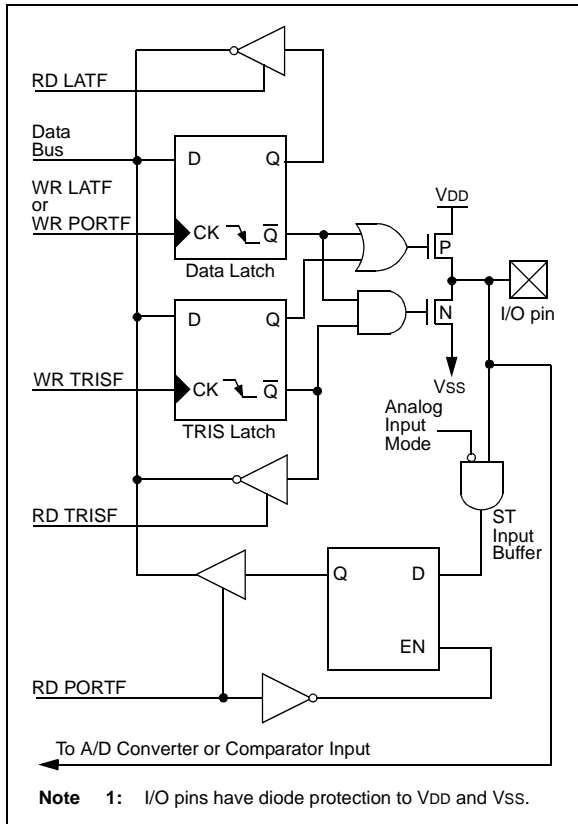 RD LATF
Data
Bus
D Q
WR LATF
or
WR PORTF
VDD
CK Q
P
Data Latch
I/O pin
N
D Q
WR TRISF
CK Q
VSS
TRIS Latch
Analog
Input
Mode
RD TRISF
ST
Input
Buffer
Q D
EN
RD PORTF
To A/D Converter or Comparator Input
Note 1: I/O pins have diode protection to VDD and VSS.